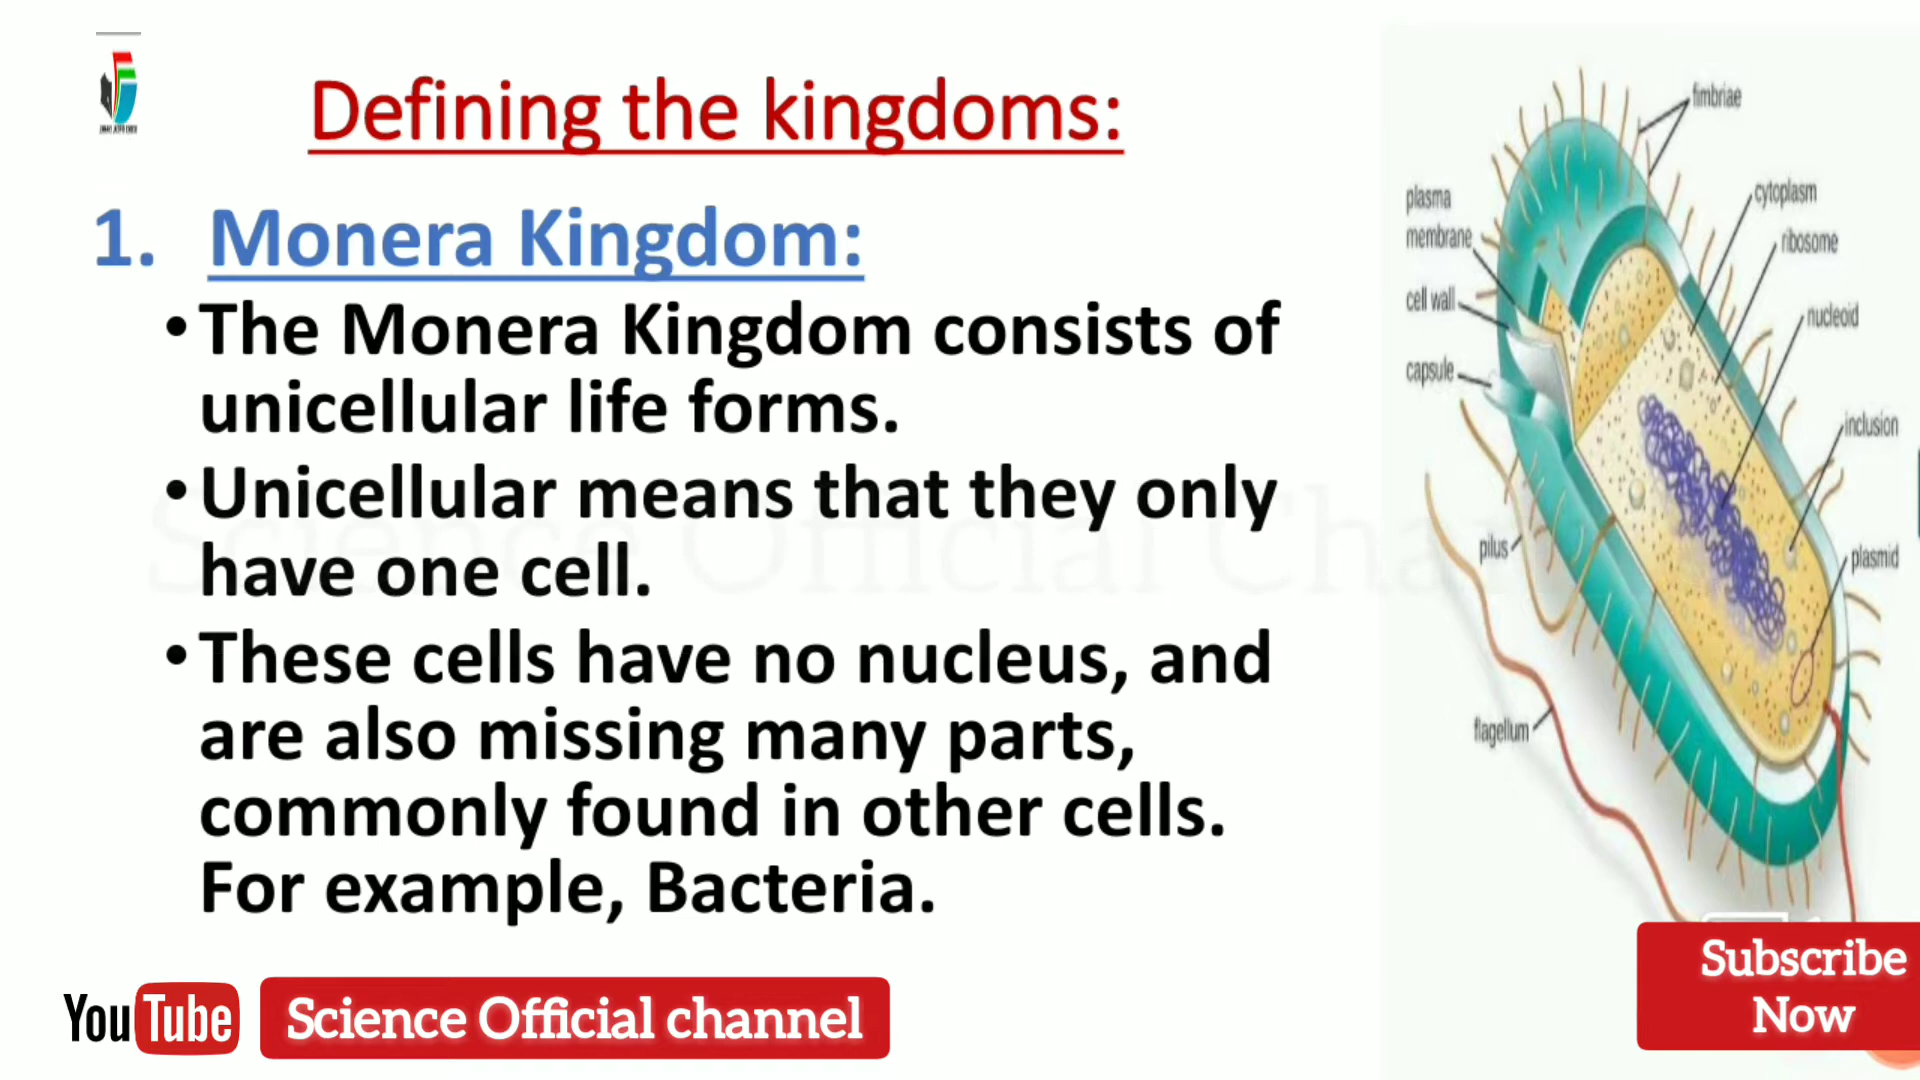 Defining the kingdoms:
1. Monera Kingdom:
•The Monera Kingdom consists of
unicellular life forms.
•Unicellular means that they only
have one cell.
•These cells have no nucleus, and
are also missing many parts,
commonly found in other cells.
For example, Bacteria.
fimbriae
plasma
membrane
cytoplasm
ribosome
cell wall
nucleoid
capsule
inclusion
pilus
plasmid
flagellum
Science Official Chan
YouTube
Science Official channel
Subscribe
Now